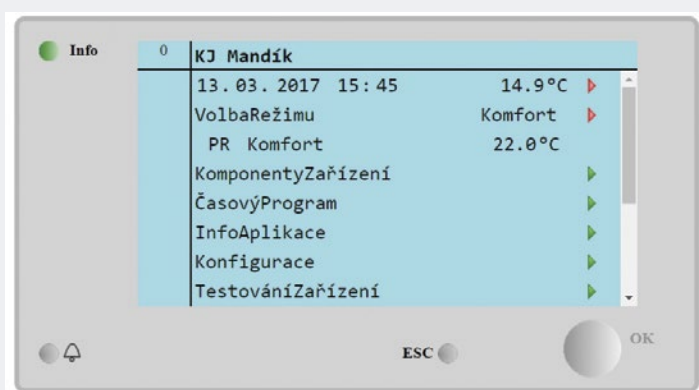 Info
0 KJ Mandík
13.03.2017 15:45 14.9°C
VolbaRežimu Komfort
PR Komfort 22.0°C
KomponentyZařízení
ČasovýProgram
InfoAplikace
Konfigurace
TestováníZařízení
ESC
OK